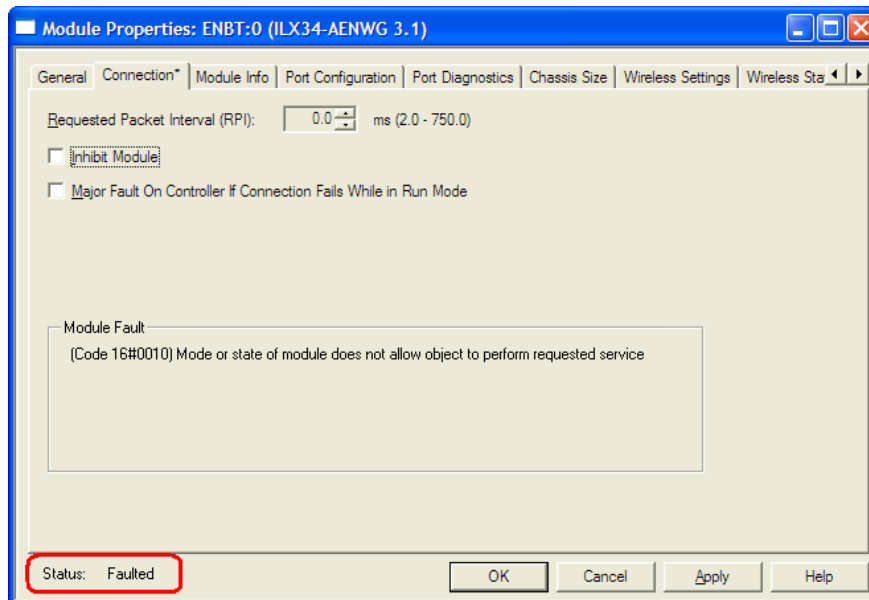 Module Properties: ENBT:0 (ILX34-AENWG 3.1)
General Connection* Module Info Port Configuration Port Diagnostics Chassis Size Wireless Settings Wireless Sta
Requested Packet Interval (RPI): 0.0 ms (2.0 - 750.0)
Inhibit Module
Major Fault On Controller If Connection Fails While in Run Mode
Module Fault
(Code 16#0010) Mode or state of module does not allow object to perform requested service
Status: Faulted OK Cancel Apply Help